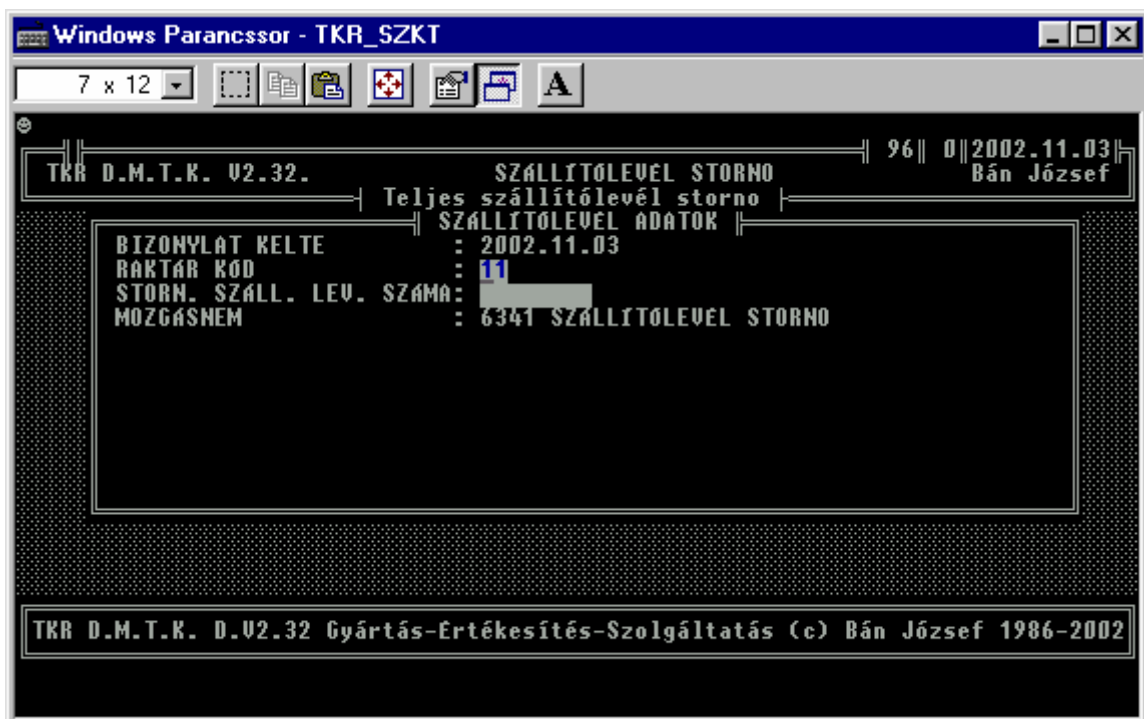 Windows Parancssor - TKR_SZKT
7 x 12
A
96 0 2002.11.03
TKR D.M.T.K. V2.32. SZÁLLÍTÓLEVÉL STORNO Bán József
Teljes szállítólevél storno
SZÁLLÍTÓLEVÉL ADATOK
BIZONYLAT KELTE : 2002.11.03
RAKTÁR KÓD : 11
STORN. SZÁLL. LEV. SZÁMA:
MOZGÁSNEM : 6341 SZÁLLÍTÓLEVÉL STORNO
TKR D.M.T.K. D.V2.32 Gyártás-Értékesítés-Szolgáltatás (c) Bán József 1986-2002